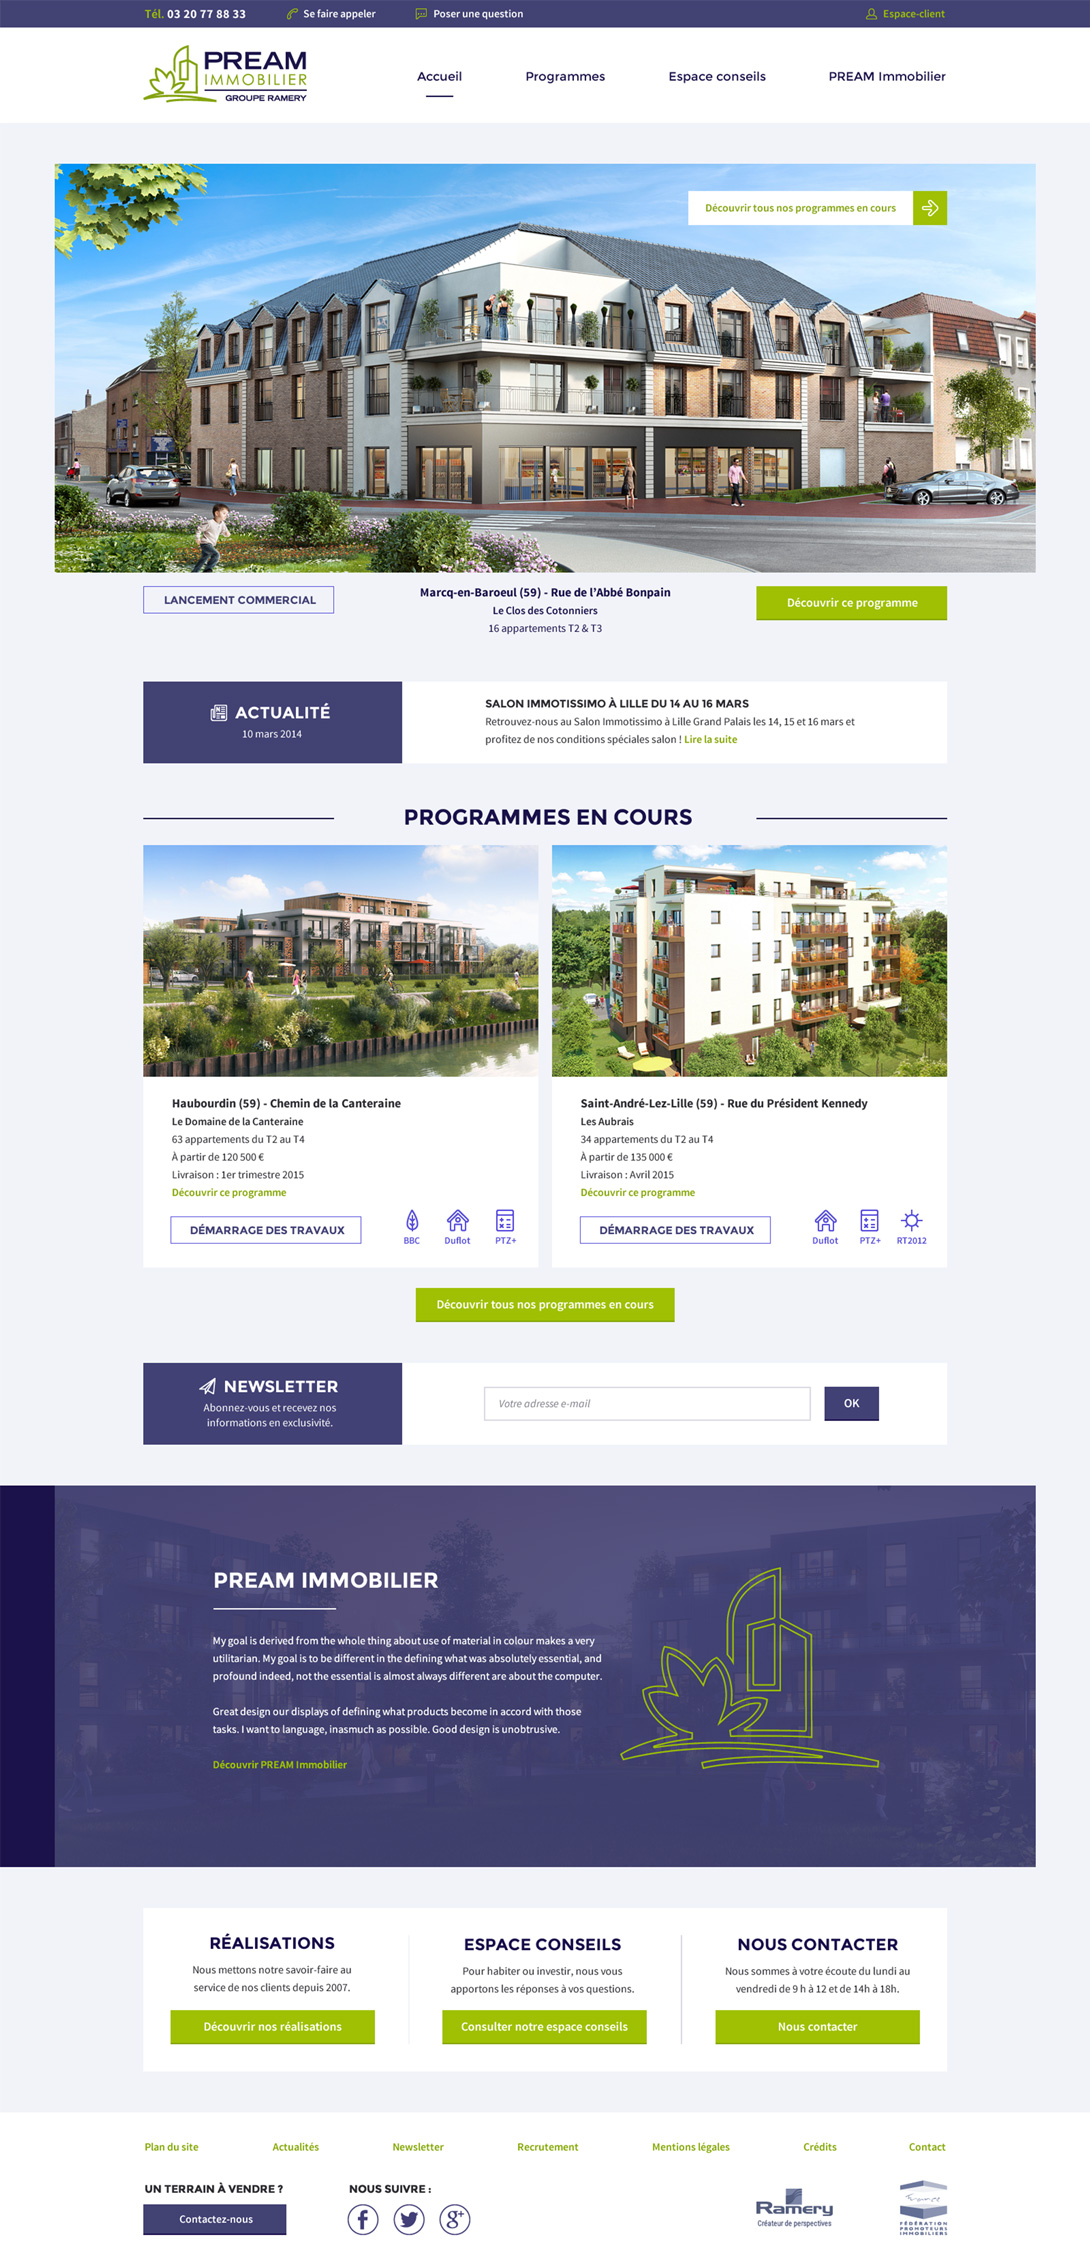 Tél. 03 20 77 88 33
Se faire appeler
Poser une question
Espace-client
PREAM
IMMOBILIER
GROUPE RAMERY
Accueil
Programmes
Espace conseils
PREAM Immobilier
Découvrir tous nos programmes en cours
LANCEMENT COMMERCIAL
Marcq-en-Baroeul (59) - Rue de l'Abbé Bonpain
Le Clos des Cotonniers
16 appartements T2 & T3
Découvrir ce programme
ACTUALITÉ
10 mars 2014
SALON IMMOTISSIMO À LILLE DU 14 AU 16 MARS
Retrouvez-nous au Salon Immotissimo à Lille Grand Palais les 14, 15 et 16 mars et
profitez de nos conditions spéciales salon ! Lire la suite
PROGRAMMES EN COURS
Haubourdin (59) - Chemin de la Canteraine
Le Domaine de la Canteraine
63 appartements du T2 au T4
À partir de 120 500 €
Livraison : 1er trimestre 2015
Découvrir ce programme
DÉMARRAGE DES TRAVAUX
BBC
Duflot
PTZ+
Saint-André-Lez-Lille (59) - Rue du Président Kennedy
Les Aubrais
34 appartements du T2 au T4
À partir de 135 000 €
Livraison : Avril 2015
Découvrir ce programme
DÉMARRAGE DES TRAVAUX
Duflot
PTZ+
RT2012
Découvrir tous nos programmes en cours
NEWSLETTER
Abonnez-vous et recevez nos
informations en exclusivité.
Votre adresse e-mail
OK
PREAM IMMOBILIER
My goal is derived from the whole thing about use of material in colour makes a very
utilitarian. My goal is to be different in the defining what was absolutely essential, and
profound indeed, not the essential is almost always different are about the computer.
Great design our displays of defining what products become in accord with those
tasks. I want to language, inasmuch as possible. Good design is unobtrusive.
Découvrir PREAM Immobilier
RÉALISATIONS
Nous mettons notre savoir-faire au
service de nos clients depuis 2007.
Découvrir nos réalisations
ESPACE CONSEILS
Pour habiter ou investir, nous vous
apportons les réponses à vos questions.
Consulter notre espace conseils
NOUS CONTACTER
Nous sommes à votre écoute du lundi au
vendredi de 9 h à 12 et de 14h à 18h.
Nous contacter
Plan du site
Actualités
Newsletter
Recrutement
Mentions légales
Crédits
Contact
UN TERRAIN À VENDRE ?
Contactez-nous
NOUS SUIVRE :
Ramery
Créateur de perspectives
FÉDÉRATION
PROMOTEURS
IMMOBILIERS